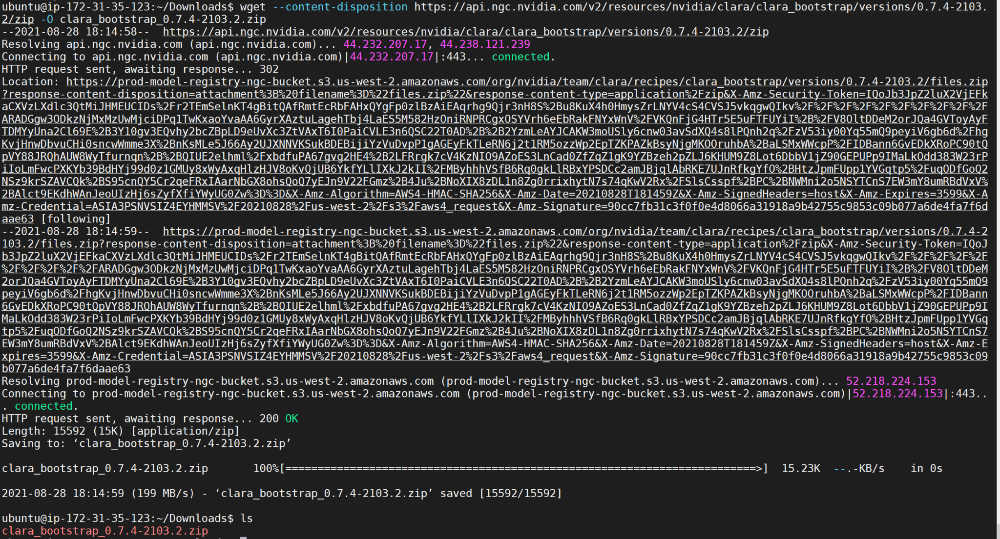 ubuntu@ip-172-31-35-123:~/Downloads$ wget --content-disposition https://api.ngc.nvidia.com/v2/resources/nvidia/clara/clara_bootstrap/versions/0.7.4-2103.
2/zip -O clara_bootstrap_0.7.4-2103.2.zip
--2021-08-28 18:14:58--  https://api.ngc.nvidia.com/v2/resources/nvidia/clara/clara_bootstrap/versions/0.7.4-2103.2/zip
Resolving api.ngc.nvidia.com (api.ngc.nvidia.com)... 44.232.207.17, 44.238.121.239
Connecting to api.ngc.nvidia.com (api.ngc.nvidia.com)|44.232.207.17|:443... connected.
HTTP request sent, awaiting response... 302
Location: https://prod-model-registry-ngc-bucket.s3.us-west-2.amazonaws.com/org/nvidia/team/clara/recipes/clara_bootstrap/versions/0.7.4-2103.2/files.zip
?response-content-disposition=attachment%3B%20filename%3D%22files.zip%22&response-content-type=application%2Fzip&X-Amz-Security-Token=IQoJb3JpZ2luX2VjEFk
aCXVzLXdlc3QtMiJHMEUCIDs%2Fr2TEmSelnKT4gBitQAfRmtEcRbFAHxQYgFp0zlBzAiEAqrhg9Qjr3nH8S%2Bu8KuX4h0HmysZrLNYV4cS4CVSJ5vkqgwQIkv%2F%2F%2F%2F%2F%2F%2F%2F%2F
ARADGgw3ODkzNjMxMzUwMjciDPq1TwKxaoYvaAA6GyrXAztuLagehTbj4LaES5M582HzOniRNPRCgxOSYVrh6eEbRakFNYxWnV%2FVKQnFjG4HTr5E5uFTFUYiI%2B%2FV8OltDDeM2orJQa4GVToyAyF
TDMYyUna2Cl69E%2B3Y10gv3EQvhy2bcZBpLD9eUvXc3ZtVAxT6I0PaiCVLE3n6QSC22T0AD%2B%2B2YzmLeAYJCAKW3moUSly6cnw03avSdXQ4s8lPQnh2q%2FzV53iy00Yq55mQ9peyiV6gb6d%2Fhg
KvjHnwDbvuCHi0sncwWmme3X%2BnKsMLe5J66Ay2UJXNNVKSukBDEBijiYzVuDvpP1gAGEyFkTLeRN6j2t1RM5ozzWp2EpTZKPAZkBsyNjgMKOOruhbA%2BaLSMxWWcpP%2FIDBann6GvEDkXRoPC90tQ
pVY88JRQhAUW8WyTfurnqn%2B%2BQIUE2elhml%2FxbdfuPA67gvg2HE4%2B2LFRrgk7cV4KzNIO9AZoES3LnCad0ZfZqZ1gK9YZBzeh2pZLJ6KHUM9Z8Lot6DbbV1jZ90GEPUPp9IMaLkOdd383W23rP
iIoLmFwcPXKYb39BdHYj99d0z1GMUy8xWyAxqHlzHJV8oKvQjUB6YkfYLlIXkJ2kII%2FMByhhhVSfB6Rq0gkLlRBxYPSDCc2amJBjqlAbRKE7UJnRfkgYfO%2BHtzJpmFUpp1YVGqtp5%2FuqODfGoQ2
NSz9krSZAVCQk%2BS95cnQY5Cr2qeFRxIAarNbGX8ohsQoQ7yEJn9V22FGmz%2B4Ju%2BNoXIX8zDL1n8Zg0rrixhytN7s74qKwV2Rx%2FSlsCsspf%2BPC%2BNWMni2o5NSYTCnS7EW3mY8umRBdVxV%
2BAlct9EKdhWAnJeoUIzHj6sZyfXfiYWyUG0Zw%3D%3D&X-Amz-Algorithm=AWS4-HMAC-SHA256&X-Amz-Date=20210828T181459Z&X-Amz-SignedHeaders=host&X-Amz-Expires=3599&X-A
mz-Credential=ASIA3PSNVSIZ4EYHMMSV%2F20210828%2Fus-west-2%2Fs3%2Faws4_request&X-Amz-Signature=90cc7fb31c3f0f0e4d8066a31918a9b42755c9853c09b077a6de4fa7f6d
aae63 [following]
--2021-08-28 18:14:59--  https://prod-model-registry-ngc-bucket.s3.us-west-2.amazonaws.com/org/nvidia/team/clara/recipes/clara_bootstrap/versions/0.7.4-2
103.2/files.zip?response-content-disposition=attachment%3B%20filename%3D%22files.zip%22&response-content-type=application%2Fzip&X-Amz-Security-Token=IQoJ
b3JpZ2luX2VjEFkaCXVzLXdlc3QtMiJHMEUCIDs%2Fr2TEmSelnKT4gBitQAfRmtEcRbFAHxQYgFp0zlBzAiEAqrhg9Qjr3nH8S%2Bu8KuX4h0HmysZrLNYV4cS4CVSJ5vkqgwQIkv%2F%2F%2F%2F%2F
%2F%2F%2F%2F%2FARADGgw3ODkzNjMxMzUwMjciDPq1TwKxaoYvaAA6GyrXAztuLagehTbj4LaES5M582HzOniRNPRCgxOSYVrh6eEbRakFNYxWnV%2FVKQnFjG4HTr5E5uFTFUYiI%2B%2FV8OltDDeM
2orJQa4GVToyAyFTDMYyUna2Cl69E%2B3Y10gv3EQvhy2bcZBpLD9eUvXc3ZtVAxT6I0PaiCVLE3n6QSC22T0AD%2B%2B2YzmLeAYJCAKW3moUSly6cnw03avSdXQ4s8lPQnh2q%2FzV53iy00Yq55mQ9
peyiV6gb6d%2FhgKvjHnwDbvuCHi0sncwWmme3X%2BnKsMLe5J66Ay2UJXNNVKSukBDEBijiYzVuDvpP1gAGEyFkTLeRN6j2t1RM5ozzWp2EpTZKPAZkBsyNjgMKOOruhbA%2BaLSMxWWcpP%2FIDBann
6GvEDkXRoPC90tQpVY88JRQhAUW8WyTfurnqn%2B%2BQIUE2elhml%2FxbdfuPA67gvg2HE4%2B2LFRrgk7cV4KzNIO9AZoES3LnCad0ZfZqZ1gK9YZBzeh2pZLJ6KHUM9Z8Lot6DbbV1jZ90GEPUPp9I
MaLkOdd383W23rPiIoLmFwcPXKYb39BdHYj99d0z1GMUy8xWyAxqHlzHJV8oKvQjUB6YkfYLlIXkJ2kII%2FMByhhhVSfB6Rq0gkLlRBxYPSDCc2amJBjqlAbRKE7UJnRfkgYfO%2BHtzJpmFUpp1YVGq
tp5%2FuqODfGoQ2NSz9krSZAVCQk%2BS95cnQY5Cr2qeFRxIAarNbGX8ohsQoQ7yEJn9V22FGmz%2B4Ju%2BNoXIX8zDL1n8Zg0rrixhytN7s74qKwV2Rx%2FSlsCsspf%2BPC%2BNWMni2o5NSYTCnS7
EW3mY8umRBdVxV%2BAlct9EKdhWAnJeoUIzHj6sZyfXfiYWyUG0Zw%3D%3D&X-Amz-Algorithm=AWS4-HMAC-SHA256&X-Amz-Date=20210828T181459Z&X-Amz-SignedHeaders=host&X-Amz-E
xpires=3599&X-Amz-Credential=ASIA3PSNVSIZ4EYHMMSV%2F20210828%2Fus-west-2%2Fs3%2Faws4_request&X-Amz-Signature=90cc7fb31c3f0f0e4d8066a31918a9b42755c9853c09
b077a6de4fa7f6daae63
Resolving prod-model-registry-ngc-bucket.s3.us-west-2.amazonaws.com (prod-model-registry-ngc-bucket.s3.us-west-2.amazonaws.com)... 52.218.224.153
Connecting to prod-model-registry-ngc-bucket.s3.us-west-2.amazonaws.com (prod-model-registry-ngc-bucket.s3.us-west-2.amazonaws.com)|52.218.224.153|:443..
. connected.
HTTP request sent, awaiting response... 200 OK
Length: 15592 (15K) [application/zip]
Saving to: ‘clara_bootstrap_0.7.4-2103.2.zip’
clara_bootstrap_0.7.4-2103.2.zip       100%[=========================================================================>]  15.23K  --.-KB/s    in 0s
2021-08-28 18:14:59 (199 MB/s) - ‘clara_bootstrap_0.7.4-2103.2.zip’ saved [15592/15592]
ubuntu@ip-172-31-35-123:~/Downloads$ ls
clara_bootstrap_0.7.4-2103.2.zip